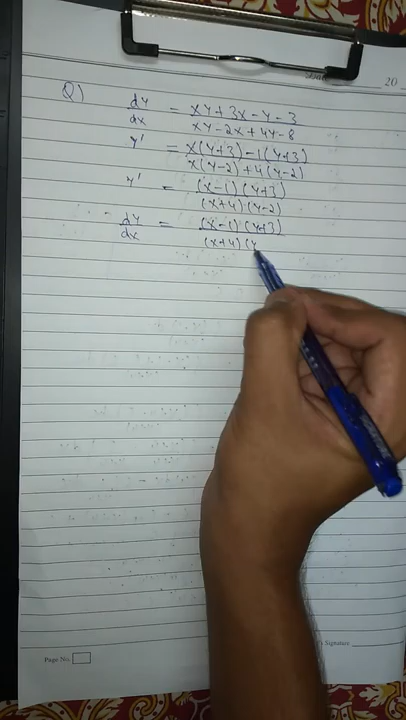 Date 20
Q) dy/dx = xy+3x-y-3 / xy-2x+4y-8
y' = x(y+3)-1(y+3) / x(y-2)+4(y-2)
y' = (x-1)(y+3) / (x+4)(y-2)
dy/dx = (x-1)(y+3) / (x+4)(y
's Signature
Page No.